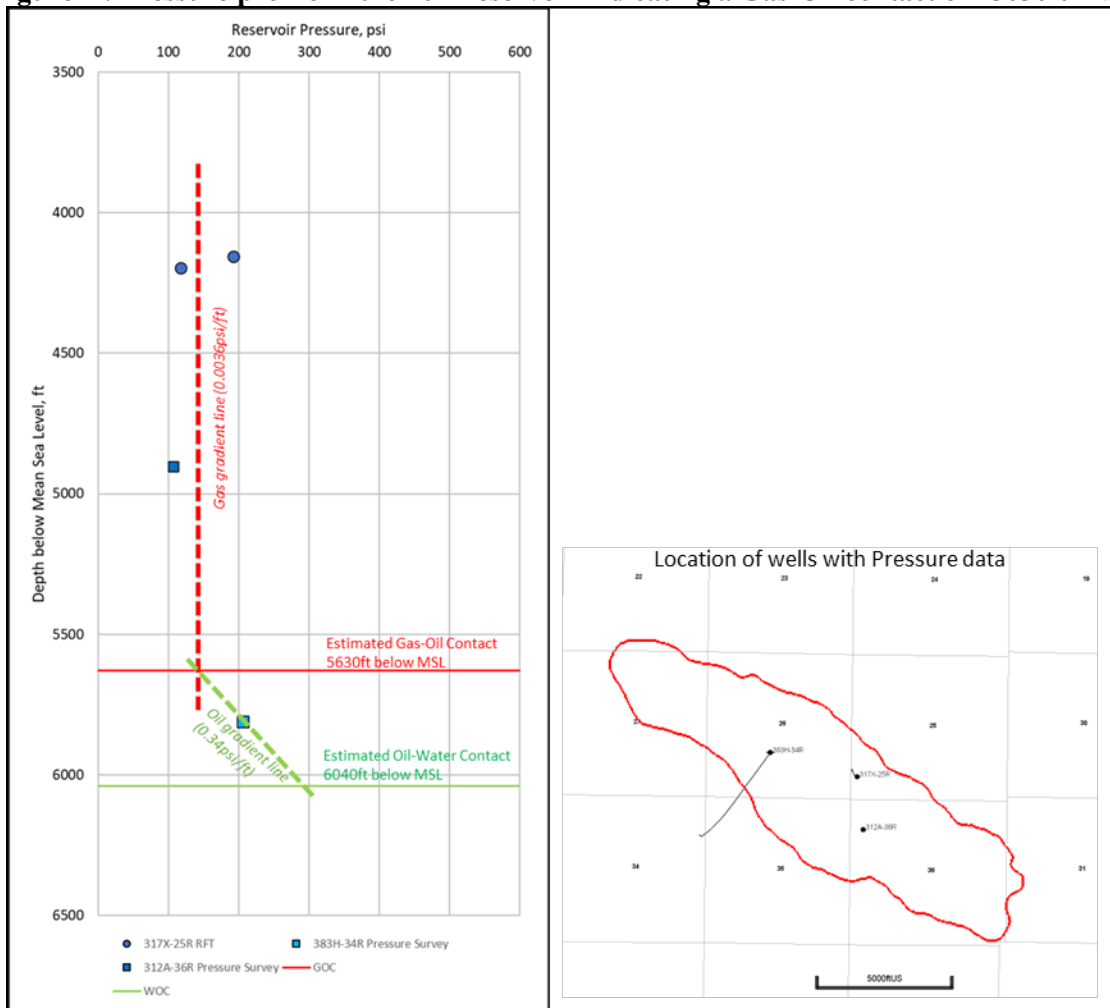 Reservoir Pressure, psi
0 100 200 300 400 500 600
3500
4000
4500
5000
5500
6000
6500
Depth below Mean Sea Level, ft
Gas gradient line (0.0036psi/ft)
Estimated Gas-Oil Contact
5630ft below MSL
Oil gradient line
(0.34psi/ft)
Estimated Oil-Water Contact
6040ft below MSL
317X-25R RFT
383H-34R Pressure Survey
312A-36R Pressure Survey
GOC
WOC
Location of wells with Pressure data
22 23 24 19
27 26 25 30
383H-34R
317X-25R
312A-36R
34 35 36 31
5000ftUS